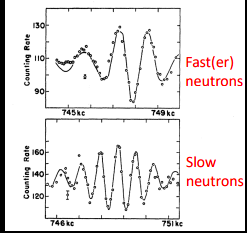 130
110
90
Counting Rate
745kc
749kc
Fast(er)
neutrons
160
140
120
Counting Rate
746kc
751kc
Slow
neutrons